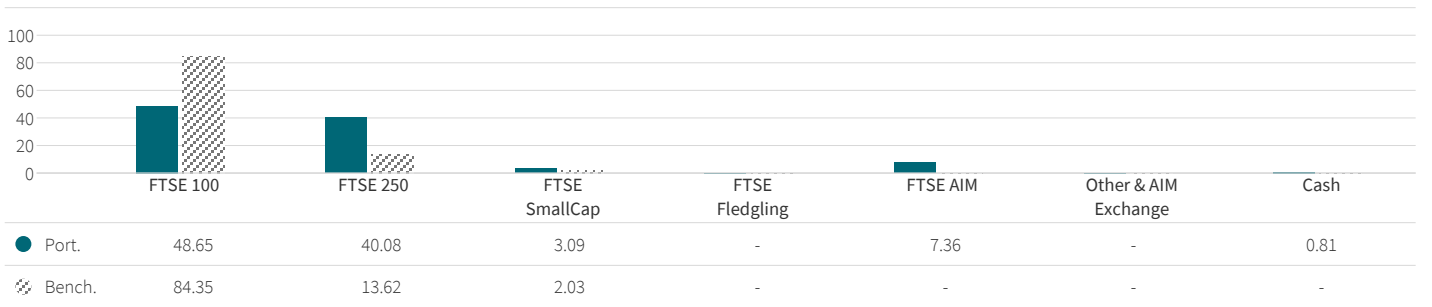 100
80
60
40
20
0
FTSE 100 FTSE 250 FTSE SmallCap FTSE Fledgling FTSE AIM Other & AIM Exchange Cash
Port. 48.65 40.08 3.09 - 7.36 - 0.81
Bench. 84.35 13.62 2.03 - - - -